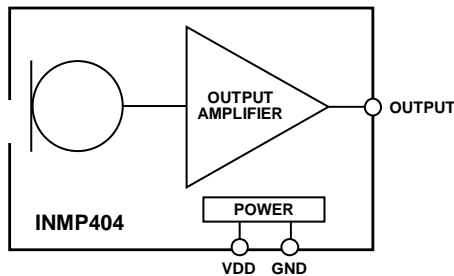 OUTPUT
AMPLIFIER
OUTPUT
POWER
INMP404
VDD GND